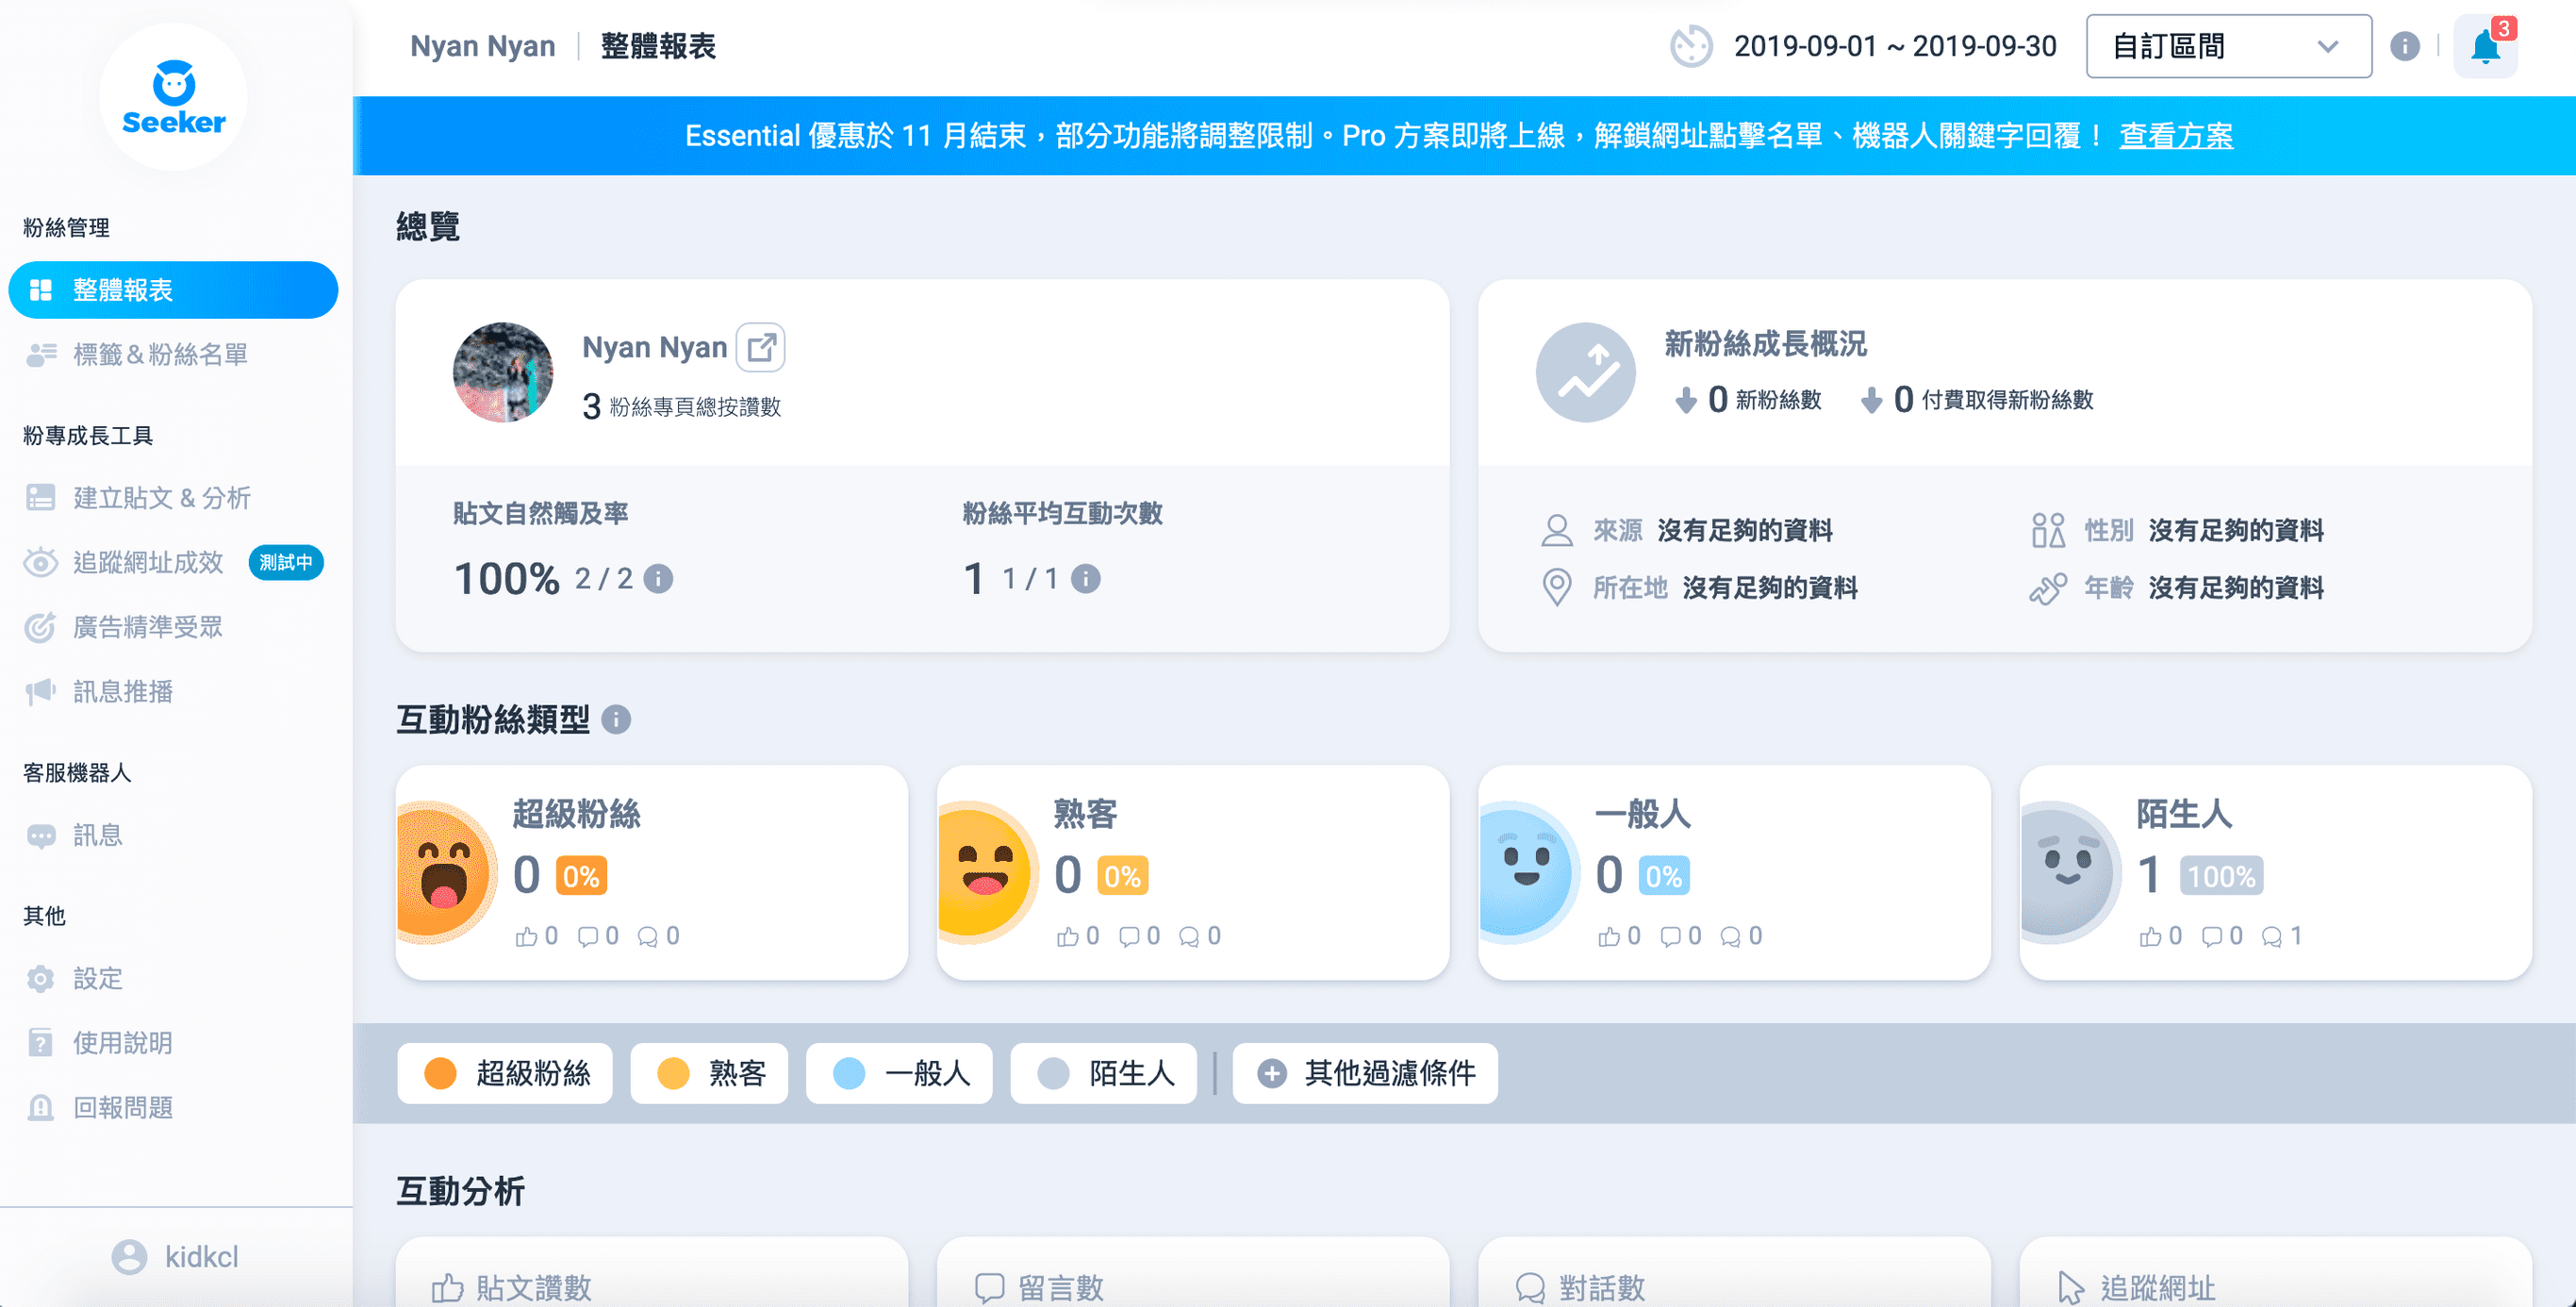 Seeker
粉絲管理
整體報表
標籤&粉絲名單
粉專成長工具
建立貼文 & 分析
追蹤網址成效 測試中
廣告精準受眾
訊息推播
客服機器人
訊息
其他
設定
使用說明
回報問題
kidkcl
Nyan Nyan | 整體報表
2019-09-01 ~ 2019-09-30 自訂區間 3
Essential 優惠於 11 月結束，部分功能將調整限制。Pro 方案即將上線，解鎖網址點擊名單、機器人關鍵字回覆！ 查看方案
總覽
Nyan Nyan
3 粉絲專頁總按讚數
貼文自然觸及率
100% 2 / 2
粉絲平均互動次數
1 1 / 1
新粉絲成長概況
0 新粉絲數 0 付費取得新粉絲數
來源 沒有足夠的資料 性別 沒有足夠的資料
所在地 沒有足夠的資料 年齡 沒有足夠的資料
互動粉絲類型
超級粉絲
0 0%
0 0 0
熟客
0 0%
0 0 0
一般人
0 0%
0 0 0
陌生人
1 100%
0 0 1
超級粉絲 熟客 一般人 陌生人 | 其他過濾條件
互動分析
貼文讚數 留言數 對話數 追蹤網址